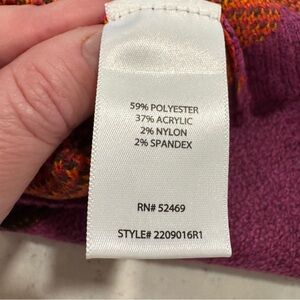 59% POLYESTER
37% ACRYLIC
2% NYLON
2% SPANDEX
RN# 52469
STYLE# 2209016R1